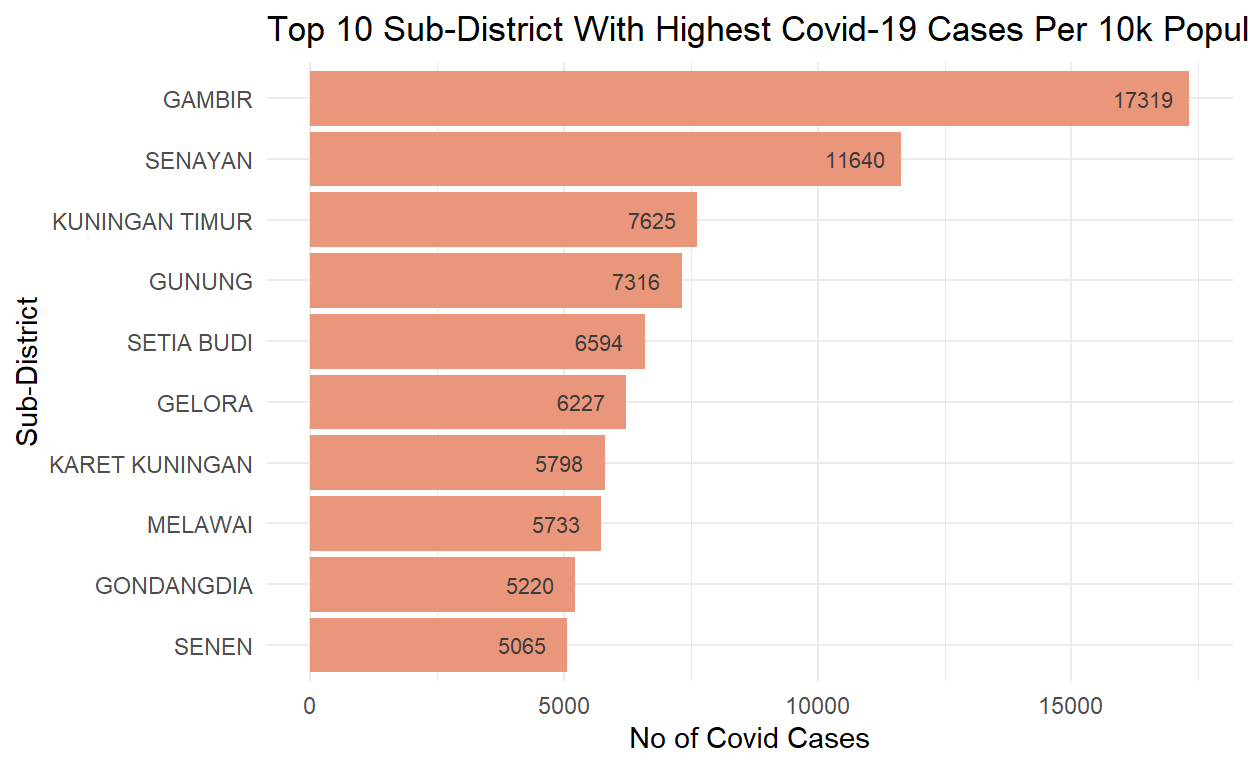 Top 10 Sub-District With Highest Covid-19 Cases Per 10k Popul
GAMBIR 17319
SENAYAN 11640
KUNINGAN TIMUR 7625
GUNUNG 7316
SETIA BUDI 6594
GELORA 6227
KARET KUNINGAN 5798
MELAWAI 5733
GONDANGDIA 5220
SENEN 5065
Sub-District
0 5000 10000 15000
No of Covid Cases